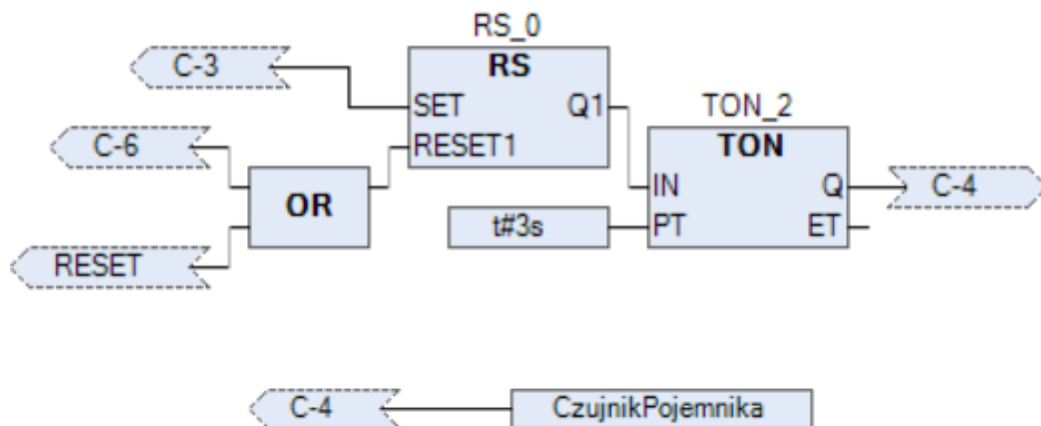 RS_0
RS
C-3
SET
Q1
TON_2
C-6
RESET1
TON
OR
IN
Q
C-4
t#3s
PT
ET
RESET
C-4
CzujnikPojemnika